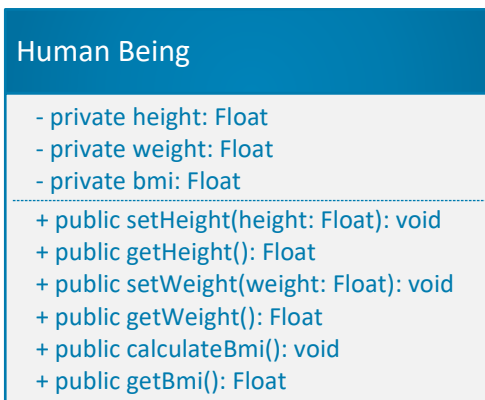 Human Being
- private height: Float
- private weight: Float
- private bmi: Float
+ public setHeight(height: Float): void
+ public getHeight(): Float
+ public setWeight(weight: Float): void
+ public getWeight(): Float
+ public calculateBmi(): void
+ public getBmi(): Float